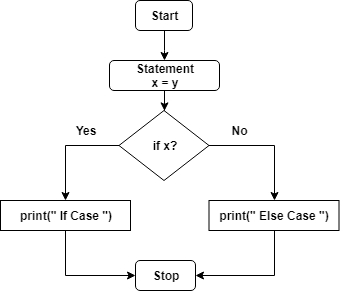 Start
Statement
x = y
Yes
No
if x?
print(" If Case ")
print(" Else Case ")
Stop